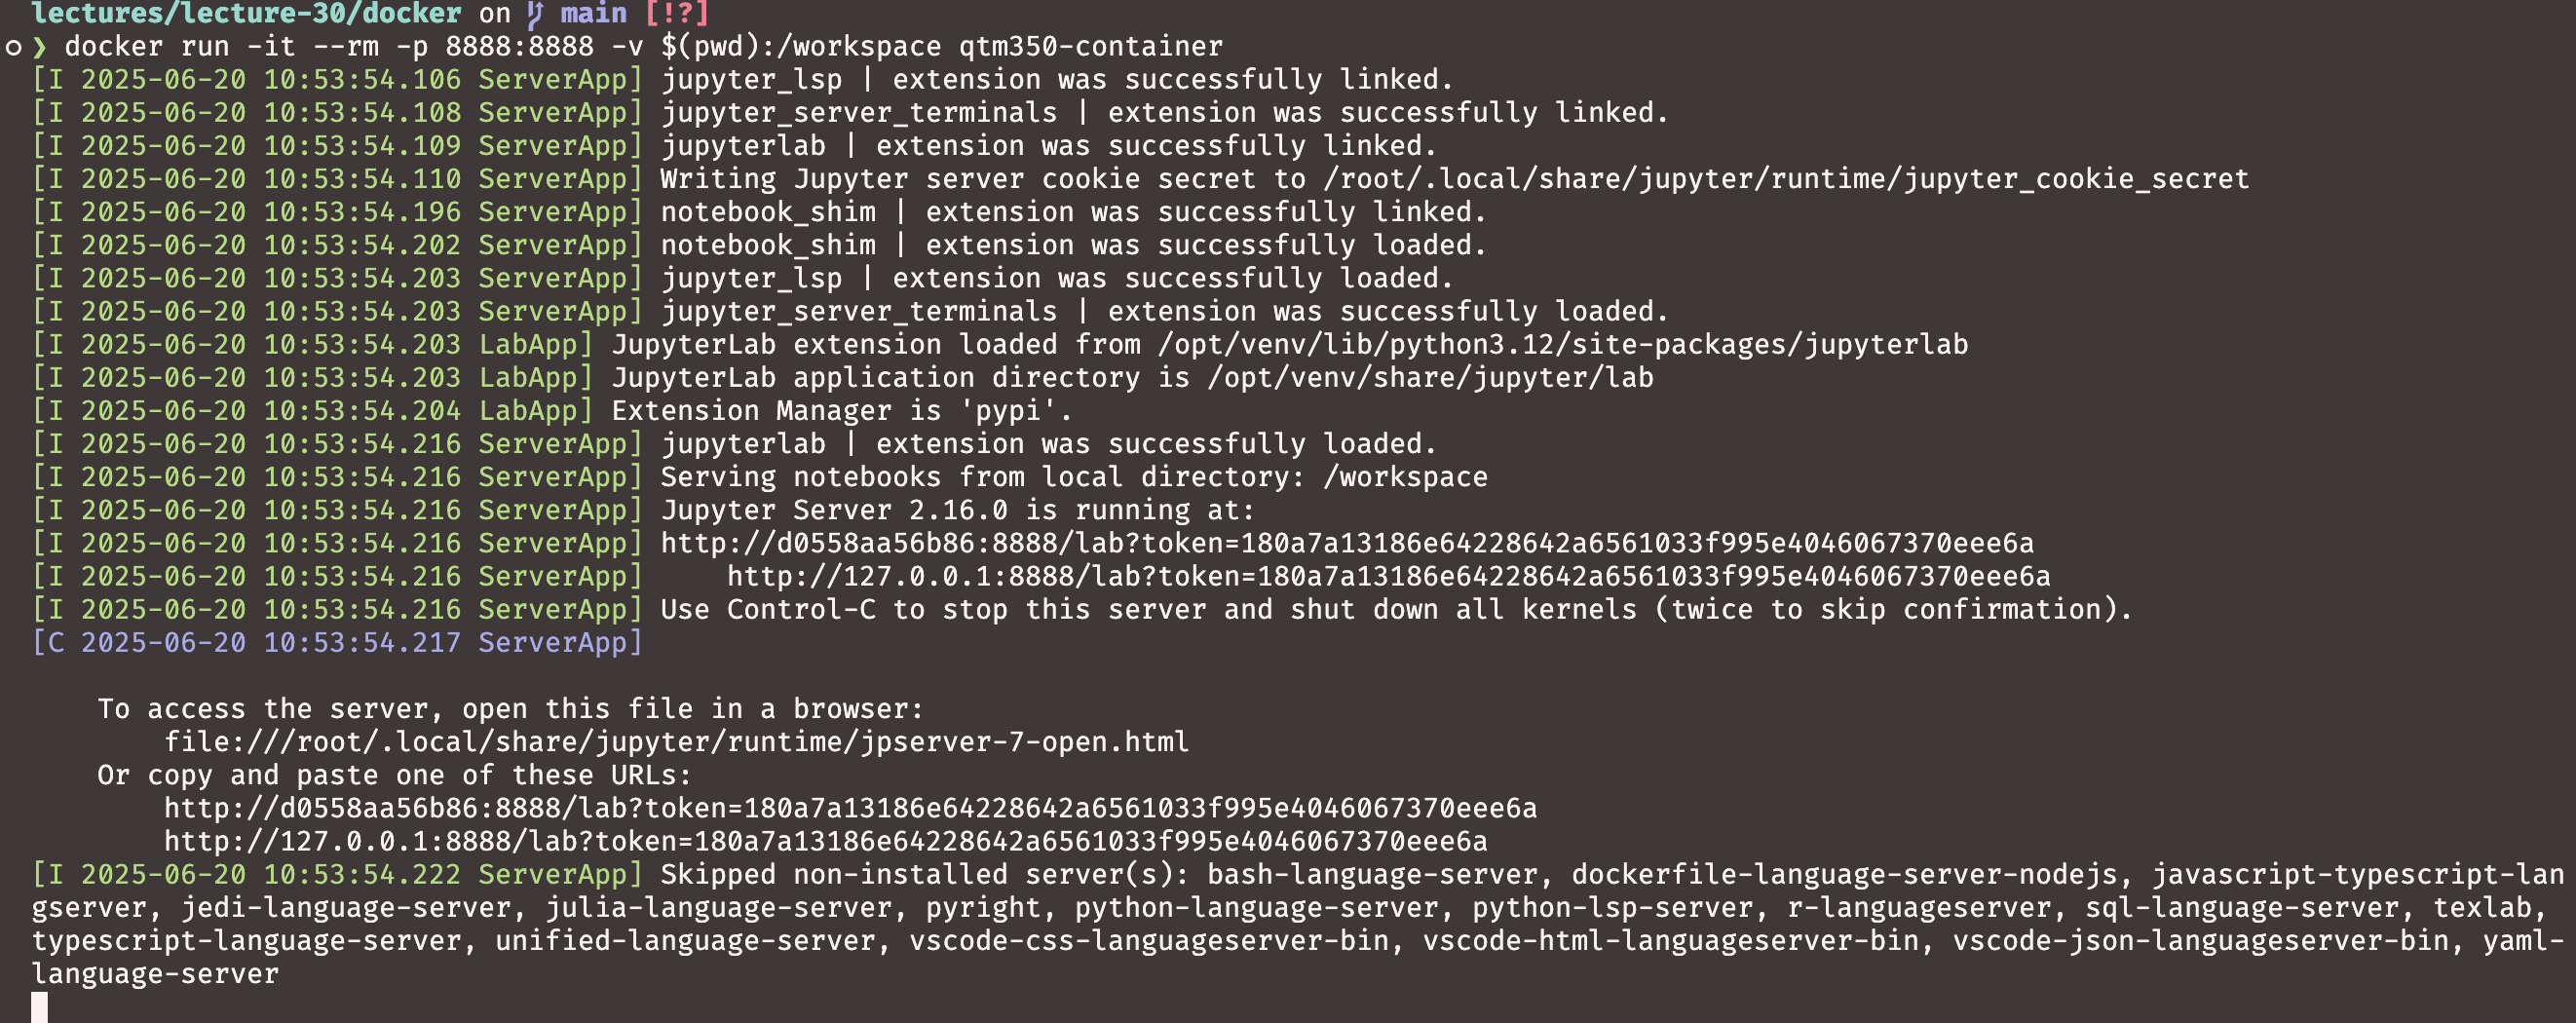 lectures/lecture-30/docker on main [!?]
❯ docker run -it --rm -p 8888:8888 -v $(pwd):/workspace qtm350-container
[I 2025-06-20 10:53:54.106 ServerApp] jupyter_lsp | extension was successfully linked.
[I 2025-06-20 10:53:54.108 ServerApp] jupyter_server_terminals | extension was successfully linked.
[I 2025-06-20 10:53:54.109 ServerApp] jupyterlab | extension was successfully linked.
[I 2025-06-20 10:53:54.110 ServerApp] Writing Jupyter server cookie secret to /root/.local/share/jupyter/runtime/jupyter_cookie_secret
[I 2025-06-20 10:53:54.196 ServerApp] notebook_shim | extension was successfully linked.
[I 2025-06-20 10:53:54.202 ServerApp] notebook_shim | extension was successfully loaded.
[I 2025-06-20 10:53:54.203 ServerApp] jupyter_lsp | extension was successfully loaded.
[I 2025-06-20 10:53:54.203 ServerApp] jupyter_server_terminals | extension was successfully loaded.
[I 2025-06-20 10:53:54.203 LabApp] JupyterLab extension loaded from /opt/venv/lib/python3.12/site-packages/jupyterlab
[I 2025-06-20 10:53:54.203 LabApp] JupyterLab application directory is /opt/venv/share/jupyter/lab
[I 2025-06-20 10:53:54.204 LabApp] Extension Manager is 'pypi'.
[I 2025-06-20 10:53:54.216 ServerApp] jupyterlab | extension was successfully loaded.
[I 2025-06-20 10:53:54.216 ServerApp] Serving notebooks from local directory: /workspace
[I 2025-06-20 10:53:54.216 ServerApp] Jupyter Server 2.16.0 is running at:
[I 2025-06-20 10:53:54.216 ServerApp] http://d0558aa56b86:8888/lab?token=180a7a13186e64228642a6561033f995e4046067370eee6a
[I 2025-06-20 10:53:54.216 ServerApp]     http://127.0.0.1:8888/lab?token=180a7a13186e64228642a6561033f995e4046067370eee6a
[I 2025-06-20 10:53:54.216 ServerApp] Use Control-C to stop this server and shut down all kernels (twice to skip confirmation).
[C 2025-06-20 10:53:54.217 ServerApp]
To access the server, open this file in a browser:
file:///root/.local/share/jupyter/runtime/jpserver-7-open.html
Or copy and paste one of these URLs:
http://d0558aa56b86:8888/lab?token=180a7a13186e64228642a6561033f995e4046067370eee6a
http://127.0.0.1:8888/lab?token=180a7a13186e64228642a6561033f995e4046067370eee6a
[I 2025-06-20 10:53:54.222 ServerApp] Skipped non-installed server(s): bash-language-server, dockerfile-language-server-nodejs, javascript-typescript-lan
gserver, jedi-language-server, julia-language-server, pyright, python-language-server, python-lsp-server, r-languageserver, sql-language-server, texlab,
typescript-language-server, unified-language-server, vscode-css-languageserver-bin, vscode-html-languageserver-bin, vscode-json-languageserver-bin, yaml-
language-server